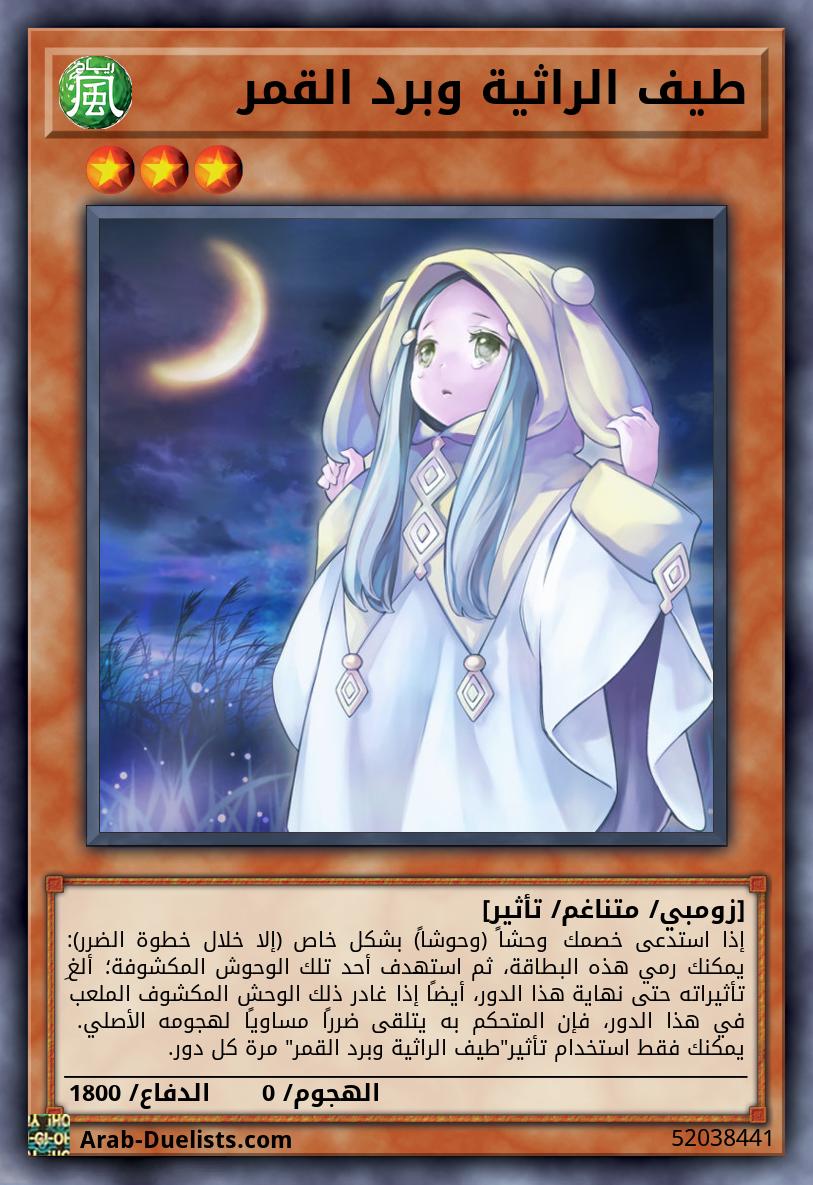 طيف الراثية وبرد القمر
رياح
嵐
[زومبي/ متناغم/ تأثير]
إذا استدعى خصمك وحشاً (وحوشاً) بشكل خاص (إلا خلال خطوة الضرر):
يمكنك رمي هذه البطاقة، ثم استهدف أحد تلك الوحوش المكشوفة؛ ألغِ
تأثيراته حتى نهاية هذا الدور، أيضاً إذا غادر ذلك الوحش المكشوف الملعب
في هذا الدور، فإن المتحكم به يتلقى ضرراً مساوياً لهجومه الأصلي.
يمكنك فقط استخدام تأثير"طيف الراثية وبرد القمر" مرة كل دور.
الهجوم/ 0 الدفاع/ 1800
Arab-Duelists.com
52038441